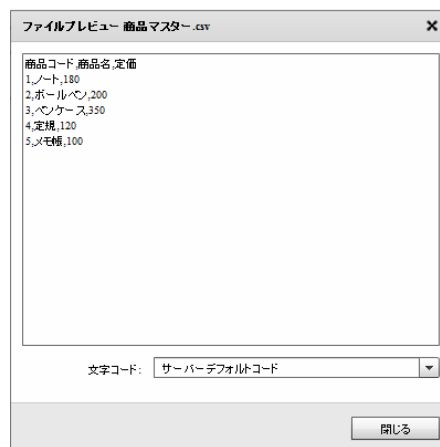 ファイルプレビュー 商品マスター.csv
商品コード,商品名,定価
1,ノート,180
2,ボールペン,200
3,ペンケース,350
4,定規,120
5,メモ帳,100
文字コード: サーバーデフォルトコード
閉じる